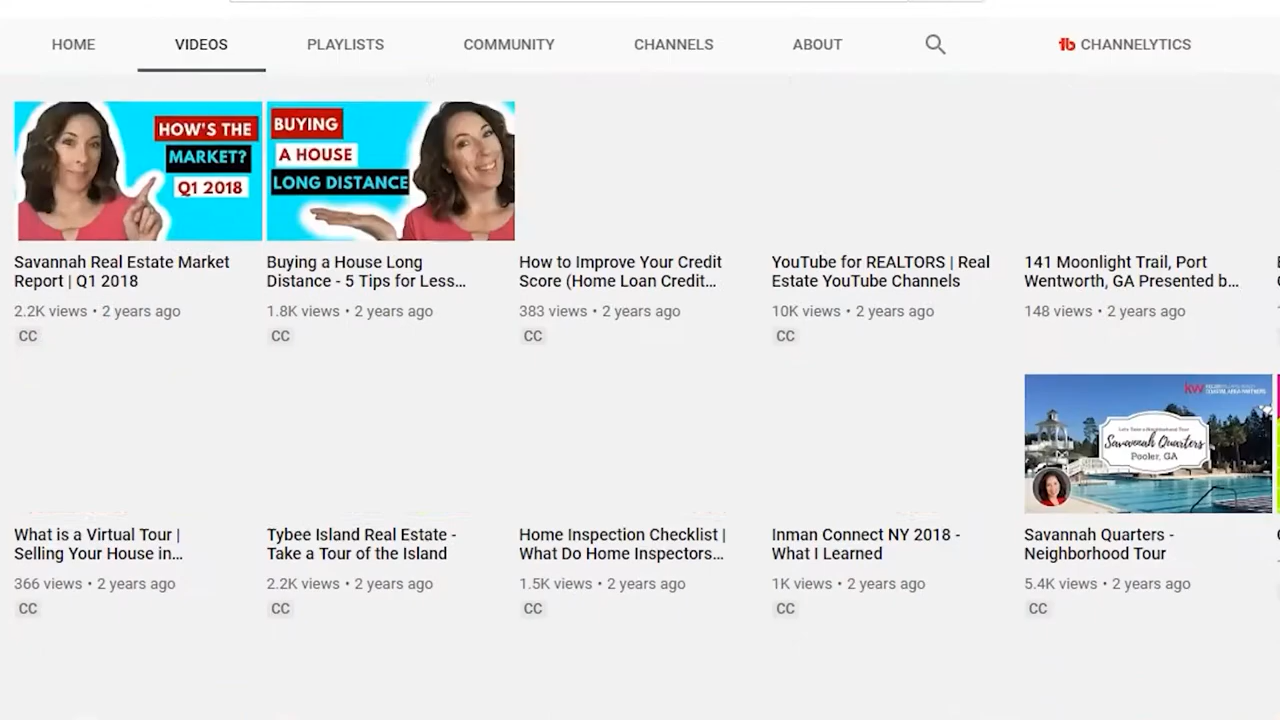 HOME VIDEOS PLAYLISTS COMMUNITY CHANNELS ABOUT CHANNELYTICS
HOW'S THE
MARKET?
Q1 2018
BUYING
A HOUSE
LONG DISTANCE
Savannah Real Estate Market
Report | Q1 2018
2.2K views • 2 years ago
CC
Buying a House Long
Distance - 5 Tips for Less...
1.8K views • 2 years ago
CC
How to Improve Your Credit
Score (Home Loan Credit...
383 views • 2 years ago
CC
YouTube for REALTORS | Real
Estate YouTube Channels
10K views • 2 years ago
CC
141 Moonlight Trail, Port
Wentworth, GA Presented b...
148 views • 2 years ago
kw
Savannah Quarters
Pooler, GA
What is a Virtual Tour |
Selling Your House in...
366 views • 2 years ago
CC
Tybee Island Real Estate -
Take a Tour of the Island
2.2K views • 2 years ago
CC
Home Inspection Checklist |
What Do Home Inspectors...
1.5K views • 2 years ago
CC
Inman Connect NY 2018 -
What I Learned
1K views • 2 years ago
CC
Savannah Quarters -
Neighborhood Tour
5.4K views • 2 years ago
CC